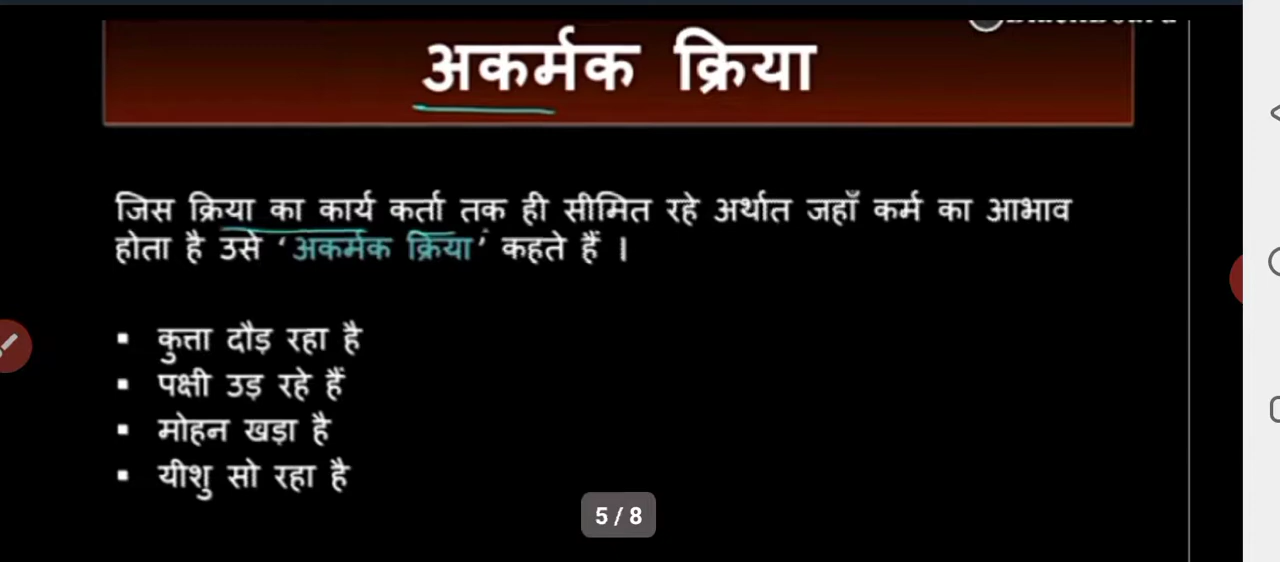 अकर्मक क्रिया
जिस क्रिया का कार्य कर्ता तक ही सीमित रहे अर्थात जहाँ कर्म का आभाव
होता है उसे ‘अकर्मक क्रिया’ कहते हैं ।
▪ कुत्ता दौड़ रहा है
▪ पक्षी उड़ रहे हैं
▪ मोहन खड़ा है
▪ यीशु सो रहा है
5 / 8